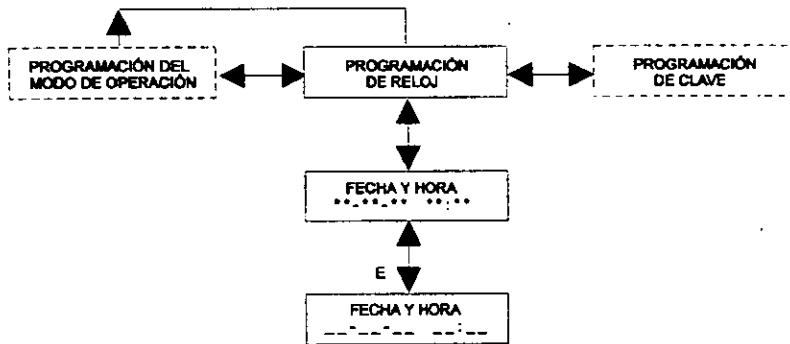 PROGRAMACIÓN DEL
MODO DE OPERACIÓN
PROGRAMACIÓN
DE RELOJ
PROGRAMACIÓN
DE CLAVE
FECHA Y HORA
**-**-** **:**
E
FECHA Y HORA
__-__-__ __:__